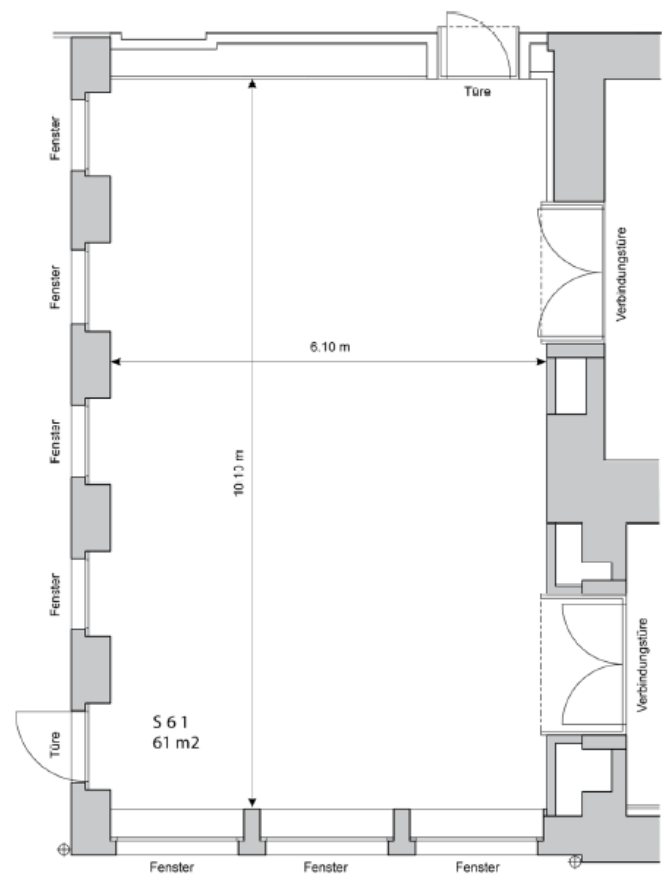 Türe
Fenster
Fenster
Verbindungstüre
6.10 m
Fenster
10.10 m
Fenster
Verbindungstüre
S 6 1
61 m2
Türe
Fenster
Fenster
Fenster